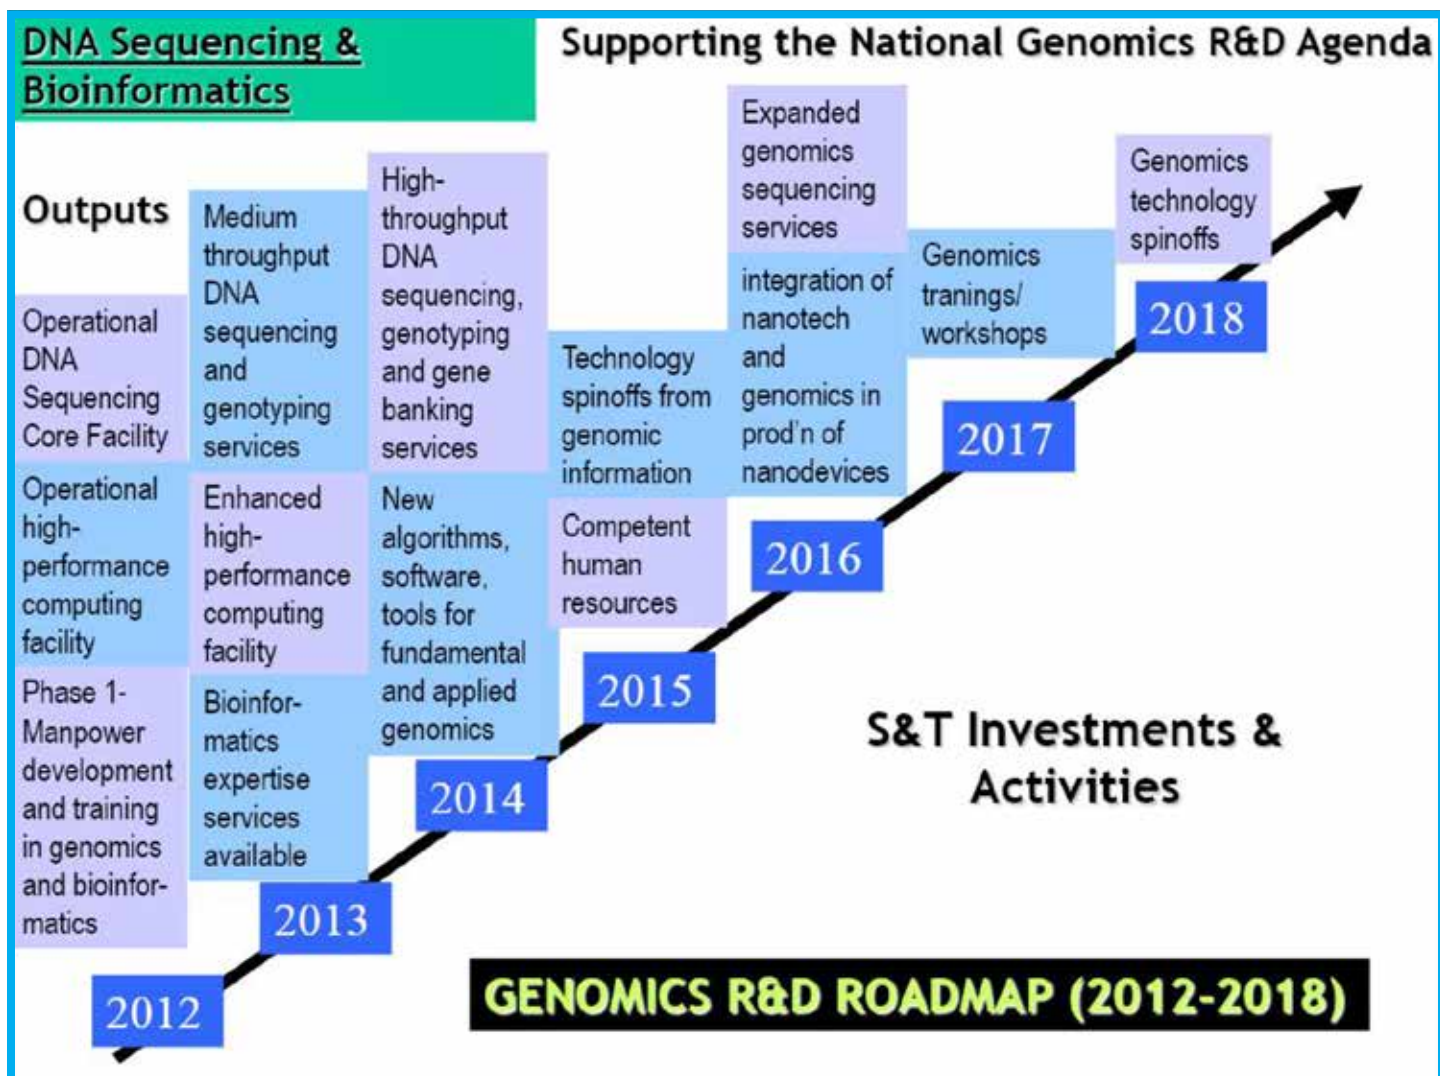 DNA Sequencing &
Bioinformatics
Supporting the National Genomics R&D Agenda
Outputs
Operational
DNA
Sequencing
Core Facility
Operational
high-
performance
computing
facility
Phase 1-
Manpower
development
and training
in genomics
and bioinfor-
matics
Medium
throughput
DNA
sequencing
and
genotyping
services
Enhanced
high-
performance
computing
facility
Bioinfor-
matics
expertise
services
available
High-
throughput
DNA
sequencing,
genotyping
and gene
banking
services
New
algorithms,
software,
tools for
fundamental
and applied
genomics
Technology
spinoffs from
genomic
information
Competent
human
resources
Expanded
genomics
sequencing
services
integration of
nanotech
and
genomics in
prod'n of
nanodevices
Genomics
tranings/
workshops
Genomics
technology
spinoffs
2018
2017
2016
2015
2014
2013
2012
S&T Investments &
Activities
GENOMICS R&D ROADMAP (2012-2018)